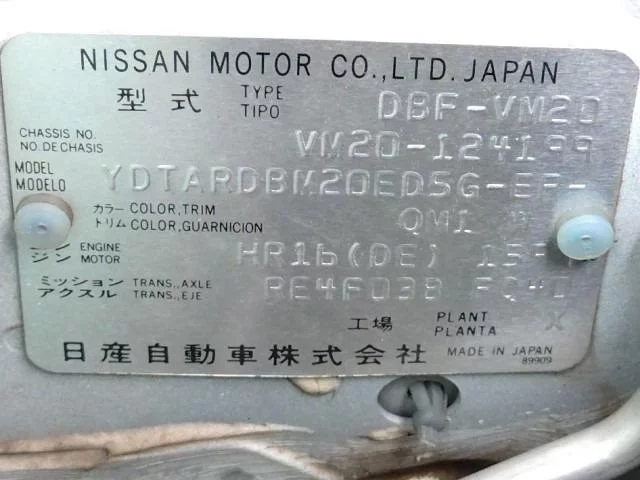 NISSAN MOTOR CO.,LTD. JAPAN
型式 TYPE TIPO DBF-VM20
CHASSIS NO. NO. DE CHASIS VM20-124199
MODEL MODELO YDTARDBM20ED5G-EF-
カラー COLOR,TRIM
トリム COLOR,GUARNICION QM1
ENGINE
ジン MOTOR HR16(DE)
ミッション TRANS.,AXLE
アクスル TRANS.,EJE RE4F03B FQ40
工場 PLANT PLANTA X
日産自動車株式会社 MADE IN JAPAN
89909